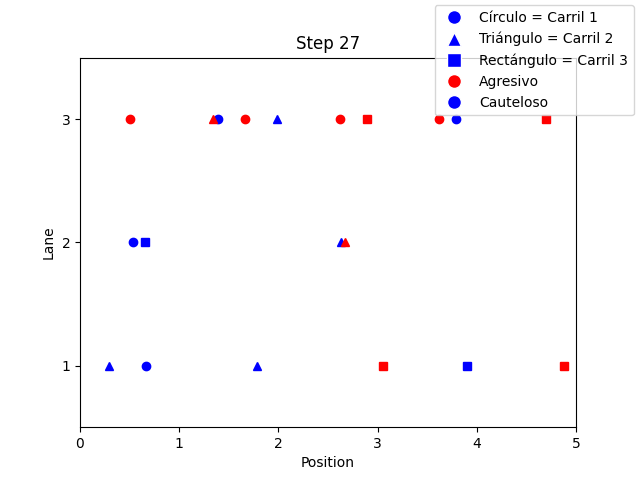 Step 27
Círculo = Carril 1
Triángulo = Carril 2
Rectángulo = Carril 3
Agresivo
Cauteloso
Lane
3
2
1
0 1 2 3 4 5
Position